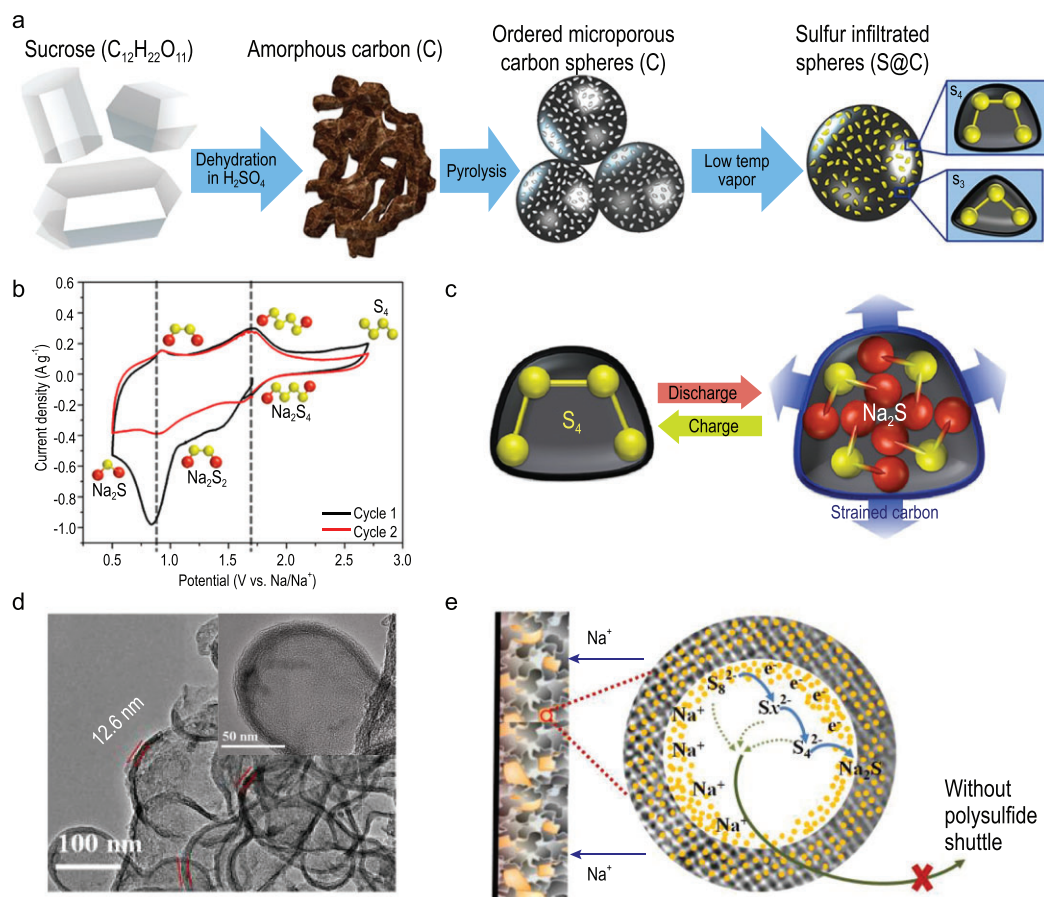 a
Sucrose (C₁₂H₂₂O₁₁)
Amorphous carbon (C)
Ordered microporous
carbon spheres (C)
Sulfur infiltrated
spheres (S@C)
Dehydration
in H₂SO₄
Pyrolysis
Low temp
vapor
S₄
S₃
b
0.6
0.4
0.2
0.0
-0.2
-0.4
-0.6
-0.8
-1.0
Current density (A g⁻¹)
S₄
Na₂S₄
Na₂S₂
Na₂S
Cycle 1
Cycle 2
0.5
1.0
1.5
2.0
2.5
3.0
Potential (V vs. Na/Na⁺)
c
S₄
Discharge
Charge
Na₂S
Strained carbon
d
12.6 nm
50 nm
100 nm
e
Na⁺
Na⁺
S₈²⁻
e⁻
e⁻
e⁻
e⁻
Sx²⁻
S₄²⁻
Na₂S
Na⁺
Na⁺
Na⁺
Na⁺
Na⁺
Without
polysulfide
shuttle